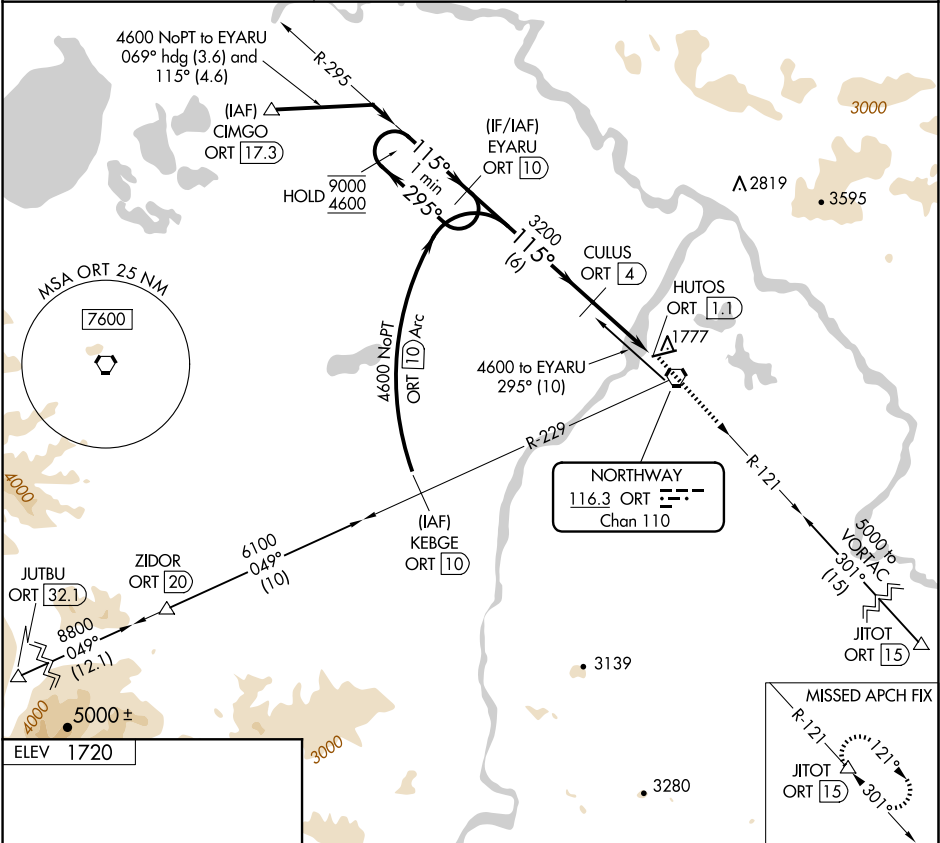 4600 NoPT to EYARU
069° hdg (3.6) and
115° (4.6)
R-295
(IAF)
CIMGO
ORT 17.3
(IF/IAF)
EYARU
ORT 10
115°
1 min
295°
HOLD 9000
4600
3000
2819
3595
3200
115°
(6)
CULUS
ORT 4
HUTOS
ORT 1.1
1777
MSA ORT 25 NM
7600
4600 NoPT
ORT 10 Arc
4600 to EYARU
295° (10)
R-229
NORTHWAY
116.3 ORT
Chan 110
R-121
5000 to
VORTAC
301°
(15)
JITOT
ORT 15
4000
(IAF)
KEBGE
ORT 10
6100
049°
(10)
ZIDOR
ORT 20
JUTBU
ORT 32.1
8800
049°
(12.1)
4000
5000 ±
3139
3280
3000
ELEV 1720
MISSED APCH FIX
R-121
121°
JITOT
ORT 15
301°